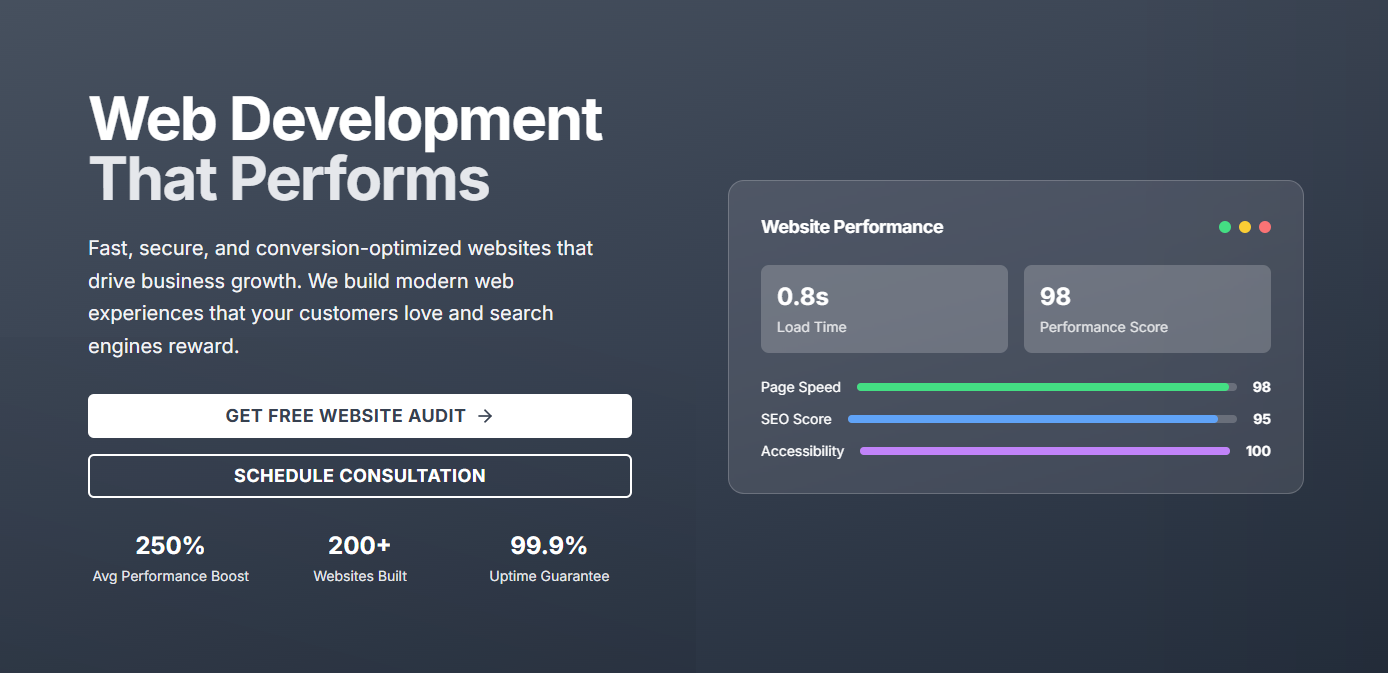 Web Development
That Performs
Fast, secure, and conversion-optimized websites that
drive business growth. We build modern web
experiences that your customers love and search
engines reward.
GET FREE WEBSITE AUDIT →
SCHEDULE CONSULTATION
250%
Avg Performance Boost
200+
Websites Built
99.9%
Uptime Guarantee
Website Performance
0.8s
Load Time
98
Performance Score
Page Speed 98
SEO Score 95
Accessibility 100